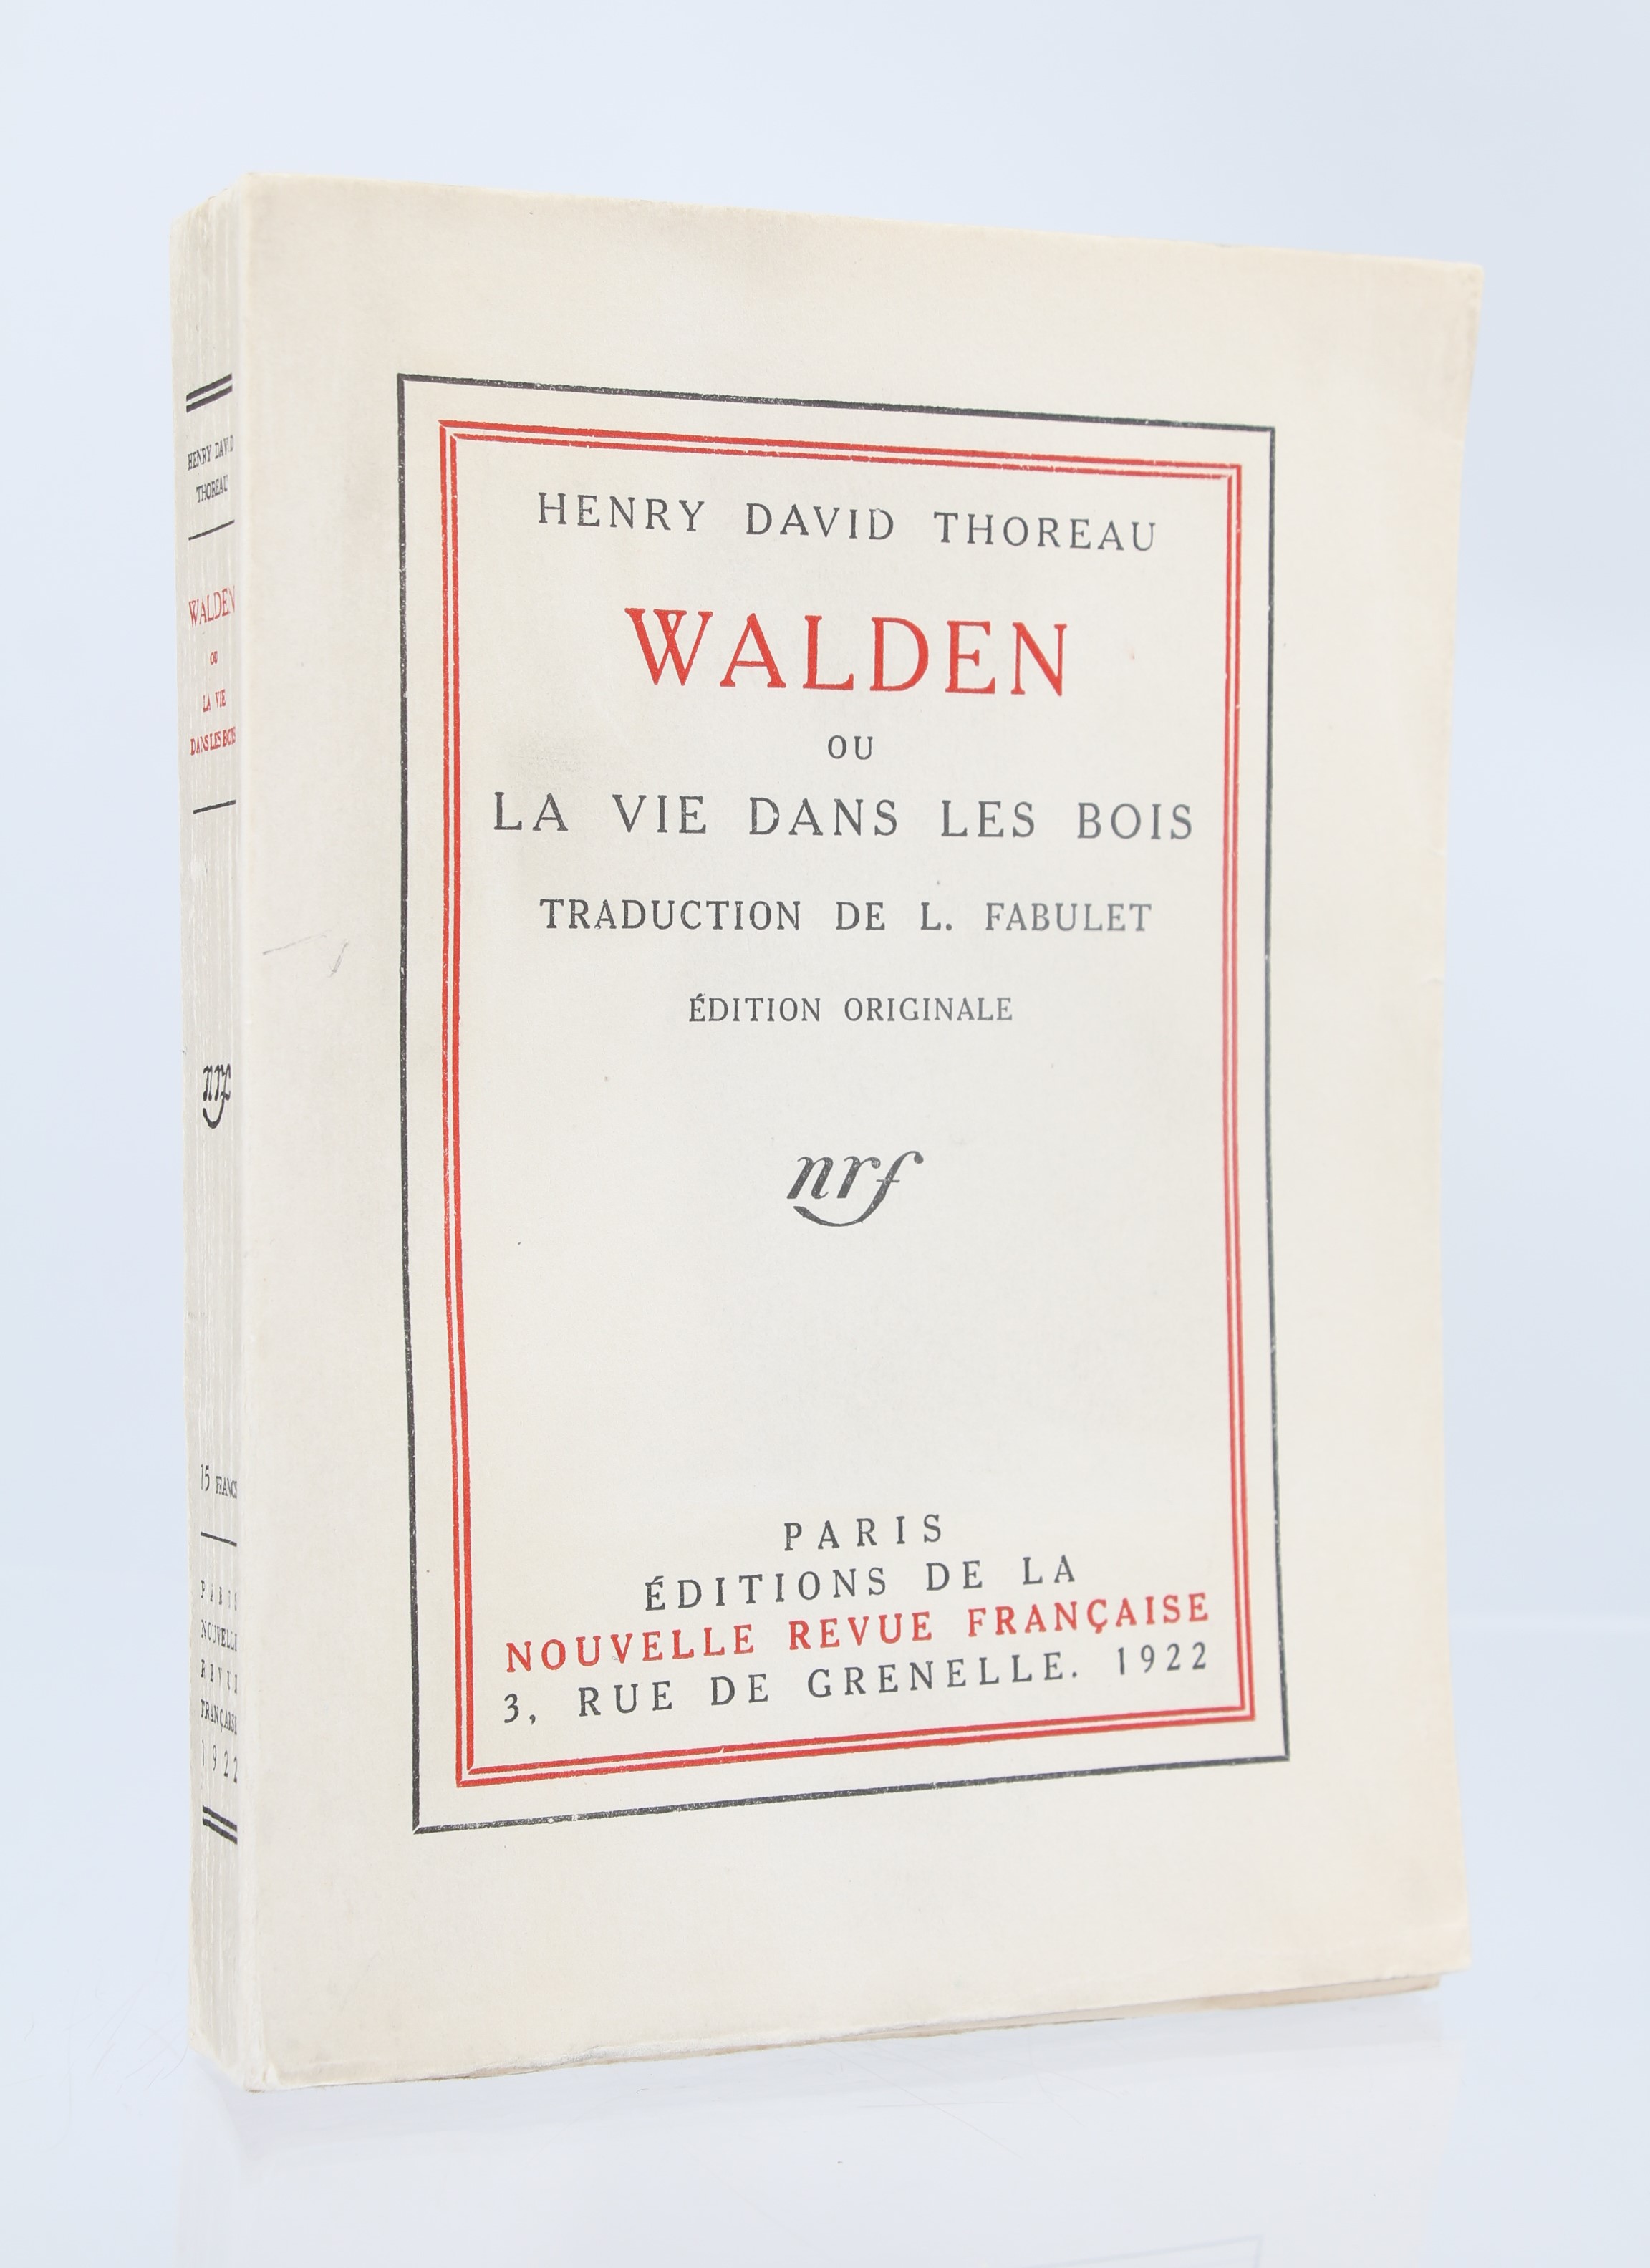 HENRY DAVID
THOREAU
WALDEN
OU
LA VIE
DANS LES BOIS
nrf
15 FRANCS
PARIS
NOUVELLE
REVUE
FRANÇAISE
1922
HENRY DAVID THOREAU
WALDEN
OU
LA VIE DANS LES BOIS
TRADUCTION DE L. FABULET
ÉDITION ORIGINALE
nrf
PARIS
ÉDITIONS DE LA
NOUVELLE REVUE FRANÇAISE
3, RUE DE GRENELLE. 1922